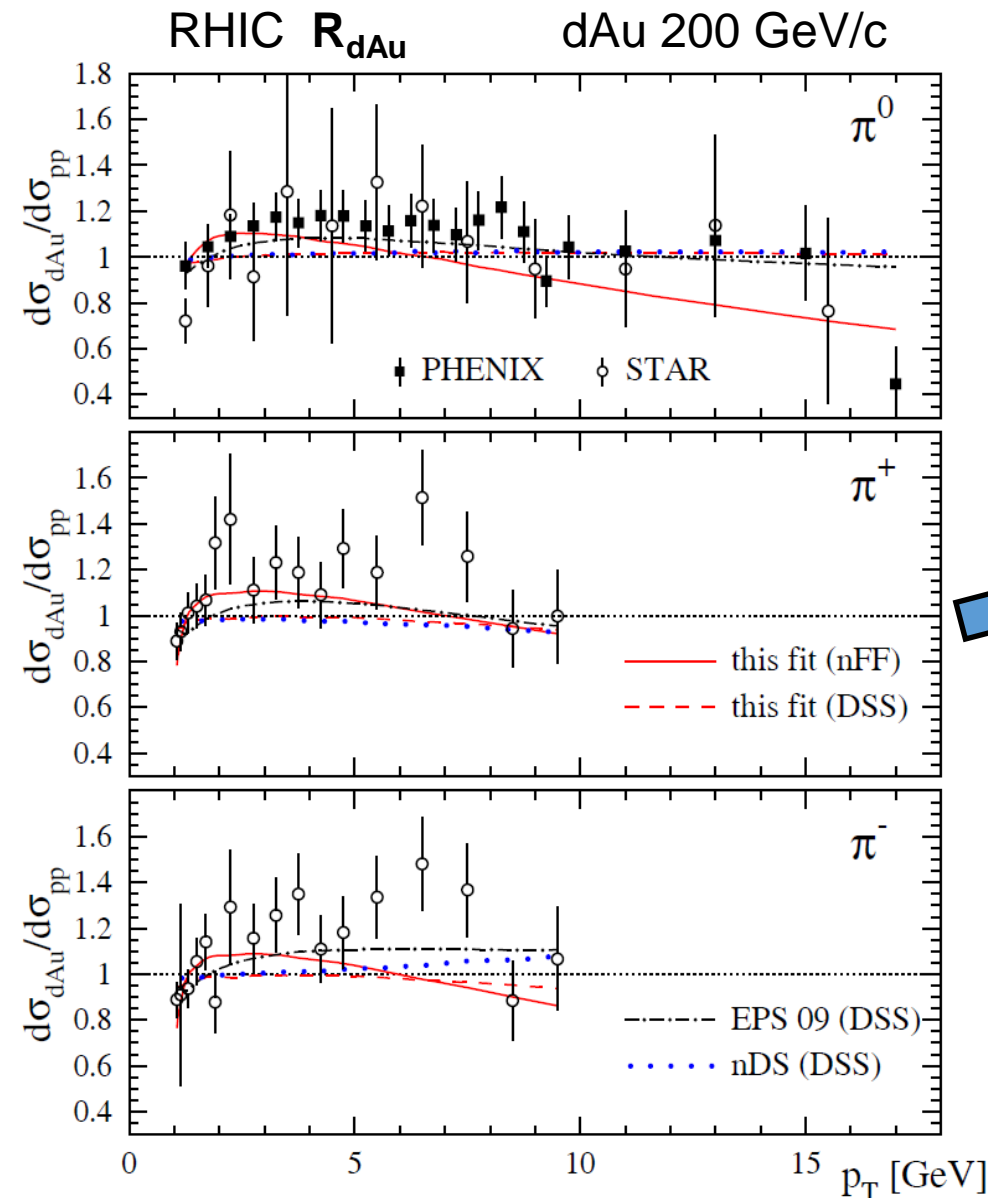 RHIC R_dAu dAu 200 GeV/c
1.8
1.6
1.4
1.2
1
0.8
0.6
0.4
dσ_dAu/dσ_pp
π⁰
PHENIX STAR
1.6
1.4
1.2
1
0.8
0.6
0.4
dσ_dAu/dσ_pp
π⁺
this fit (nFF)
this fit (DSS)
1.6
1.4
1.2
1
0.8
0.6
0.4
dσ_dAu/dσ_pp
π⁻
EPS 09 (DSS)
nDS (DSS)
0 5 10 15
p_T [GeV]